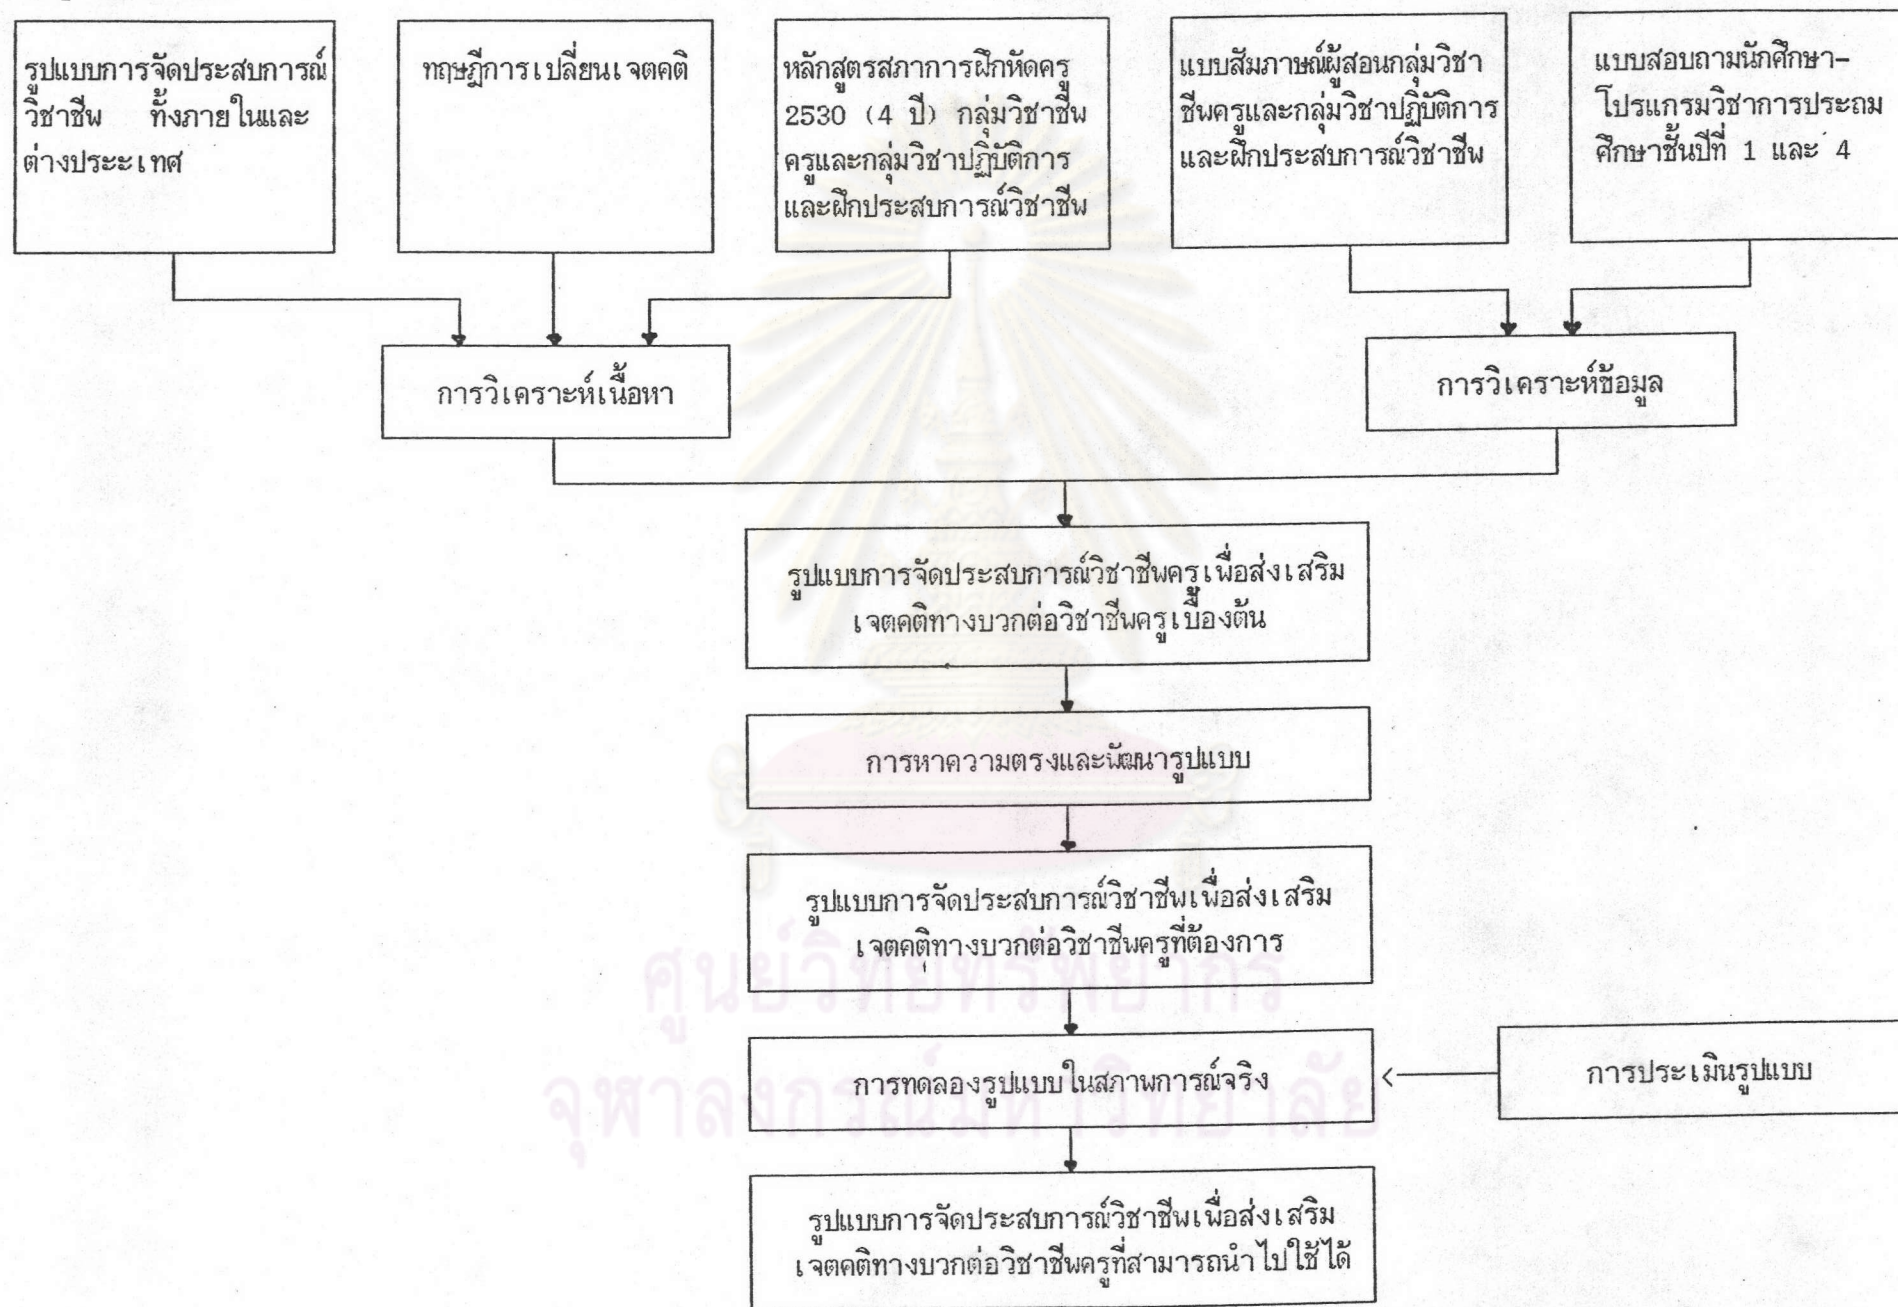 รูปแบบการจัดประสบการณ์
วิชาชีพ ทั้งภายในและ
ต่างประะเทศ
ทฤษฎีการเปลี่ยนเจตคติ
หลักสูตรสภาการฝึกหัดครู
2530 (4 ปี) กลุ่มวิชาชีพ
ครูและกลุ่มวิชาปฏิบัติการ
และฝึกประสบการณ์วิชาชีพ
แบบสัมภาษณ์ผู้สอนกลุ่มวิชา
ชีพครูและกลุ่มวิชาปฏิบัติการ
และฝึกประสบการณ์วิชาชีพ
แบบสอบถามนักศึกษา-
โปรแกรมวิชาการประถม
ศึกษาชั้นปีที่ 1 และ 4
การวิเคราะห์เนื้อหา
การวิเคราะห์ข้อมูล
รูปแบบการจัดประสบการณ์วิชาชีพครูเพื่อส่งเสริม
เจตคติทางบวกต่อวิชาชีพครูเบื้องต้น
การหาความตรงและพัฒนารูปแบบ
รูปแบบการจัดประสบการณ์วิชาชีพเพื่อส่งเสริม
เจตคติทางบวกต่อวิชาชีพครูที่ต้องการ
การทดลองรูปแบบในสภาพการณ์จริง
การประเมินรูปแบบ
รูปแบบการจัดประสบการณ์วิชาชีพเพื่อส่งเสริม
เจตคติทางบวกต่อวิชาชีพครูที่สามารถนำไปใช้ได้
ศูนย์วิทยทรัพยากร
จุฬาลงกรณ์มหาวิทยาลัย